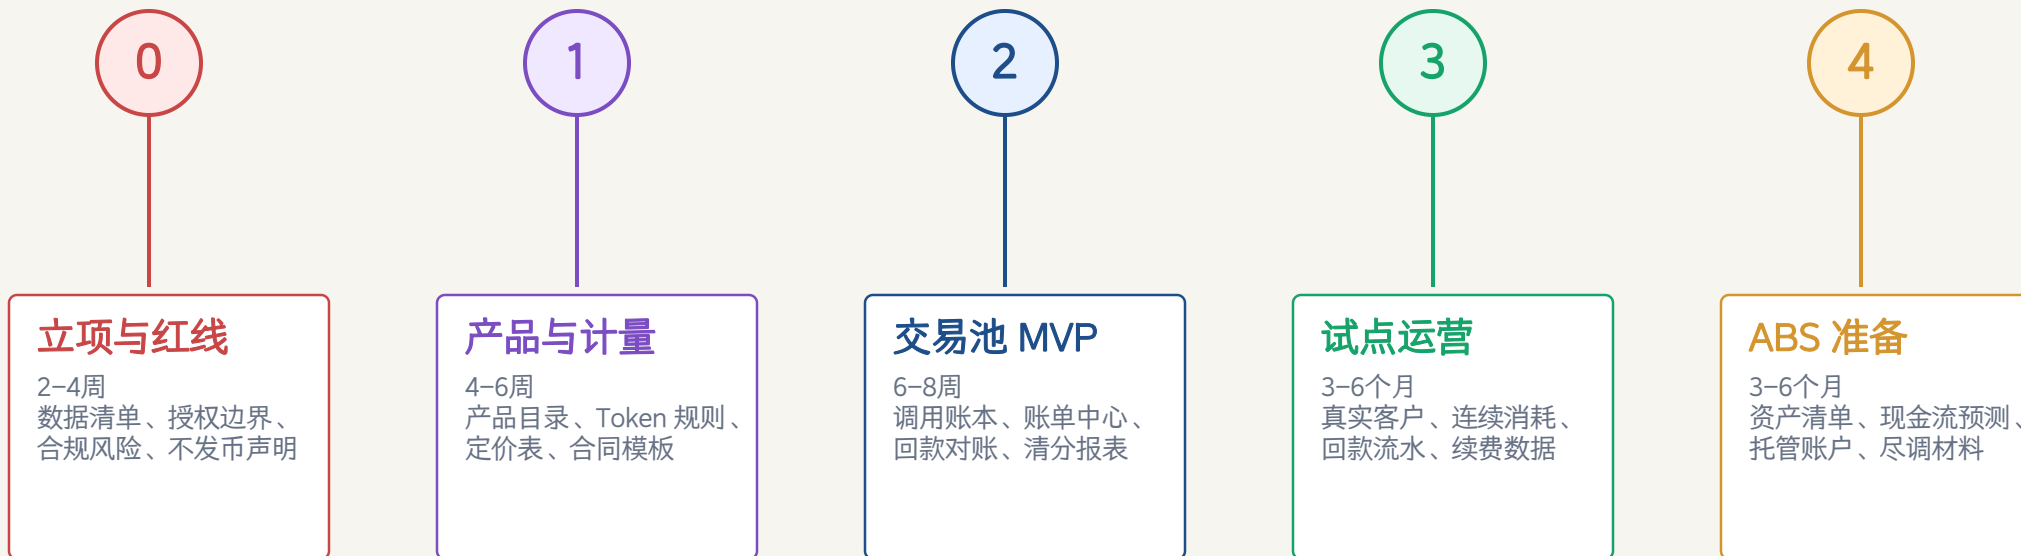 0
1
2
3
4
立项与红线
2–4周
数据清单、授权边界、
合规风险、不发币声明
产品与计量
4–6周
产品目录、Token 规则、
定价表、合同模板
交易池 MVP
6–8周
调用账本、账单中心、
回款对账、清分报表
试点运营
3–6个月
真实客户、连续消耗、
回款流水、续费数据
ABS 准备
3–6个月
资产清单、现金流预测、
托管账户、尽调材料